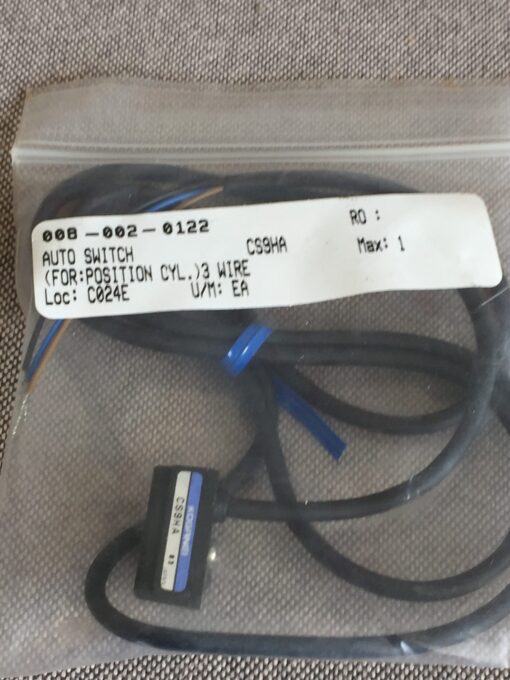 008-002-0122 RO :
AUTO SWITCH CS9HA Max: 1
(FOR:POSITION CYL.)3 WIRE
Loc: C024E U/M: EA
CS9HA